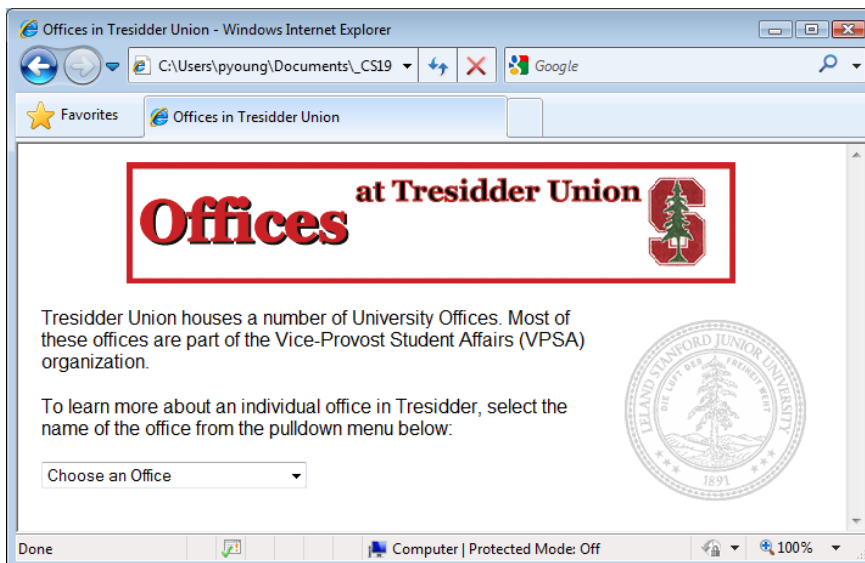 Offices in Tresidder Union - Windows Internet Explorer
C:\Users\pyoung\Documents\_CS19
Google
Favorites
Offices in Tresidder Union
Offices at Tresidder Union
S
Tresidder Union houses a number of University Offices. Most of
these offices are part of the Vice-Provost Student Affairs (VPSA)
organization.
To learn more about an individual office in Tresidder, select the
name of the office from the pulldown menu below:
Choose an Office
LELAND STANFORD JUNIOR UNIVERSITY
DIE LUFT DER FREIHEIT WEHT
1891
Done
Computer | Protected Mode: Off
100%